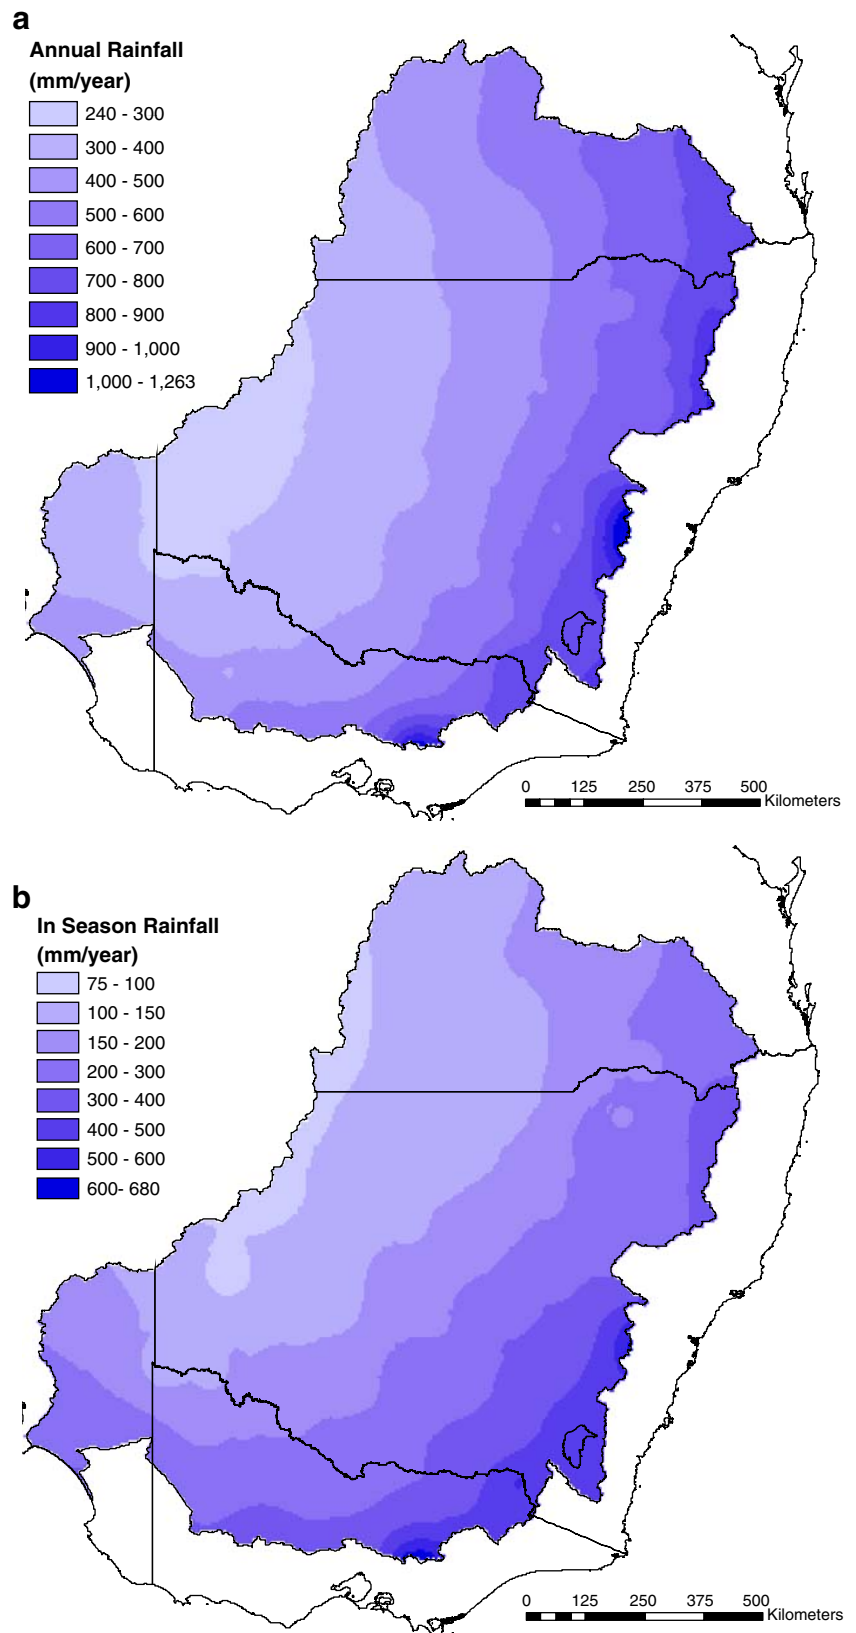 a
Annual Rainfall
(mm/year)
240 - 300
300 - 400
400 - 500
500 - 600
600 - 700
700 - 800
800 - 900
900 - 1,000
1,000 - 1,263
0 125 250 375 500
Kilometers
b
In Season Rainfall
(mm/year)
75 - 100
100 - 150
150 - 200
200 - 300
300 - 400
400 - 500
500 - 600
600- 680
0 125 250 375 500
Kilometers